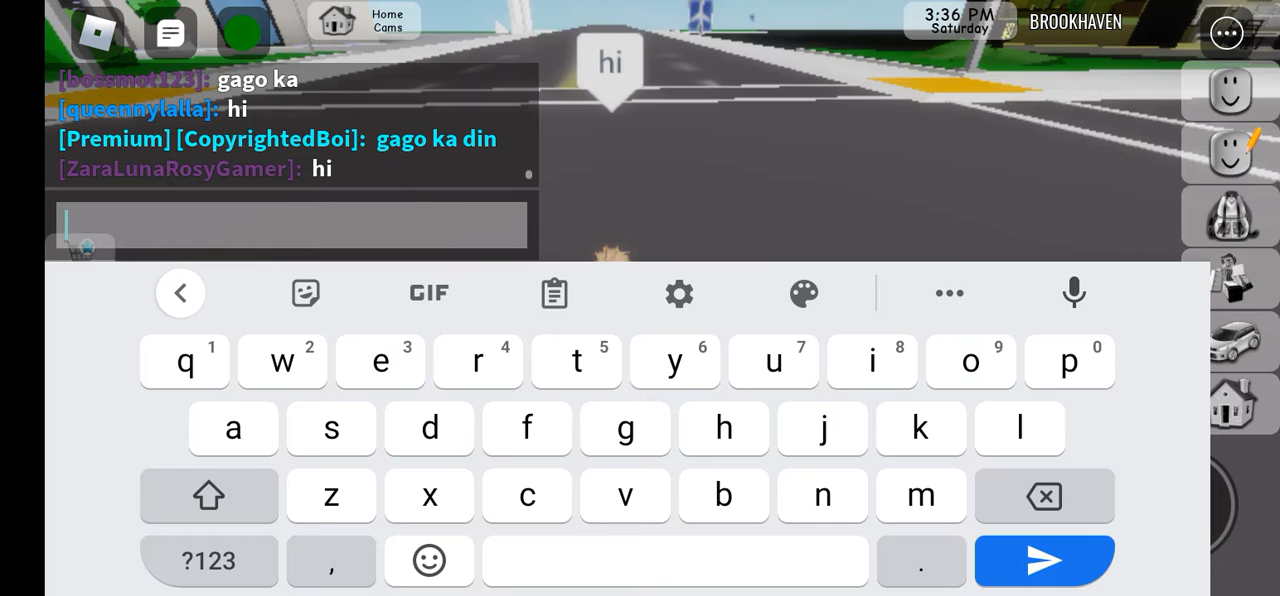 Home
Cams
3:36 PM
Saturday
BROOKHAVEN
hi
[bossmot123]: gago ka
[queennylalla]: hi
[Premium] [CopyrightedBoi]: gago ka din
[ZaraLunaRosyGamer]: hi
GIF
q 1 w 2 e 3 r 4 t 5 y 6 u 7 i 8 o 9 p 0
a s d f g h j k l
z x c v b n m
?123 , .